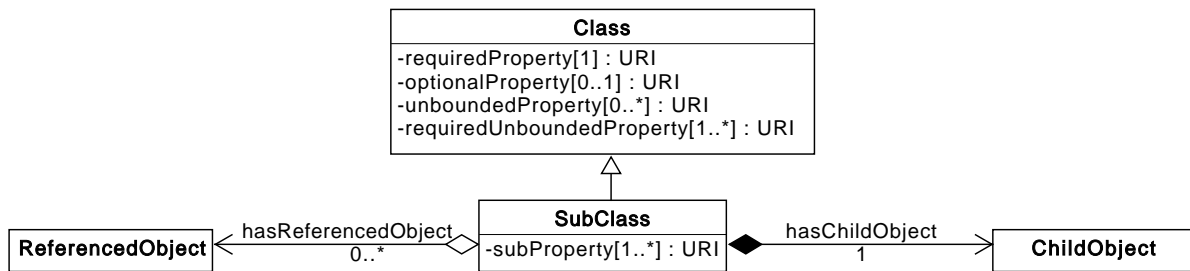 Class
-requiredProperty[1] : URI
-optionalProperty[0..1] : URI
-unboundedProperty[0..*] : URI
-requiredUnboundedProperty[1..*] : URI
SubClass
-subProperty[1..*] : URI
hasReferencedObject
0..*
ReferencedObject
hasChildObject
1
ChildObject